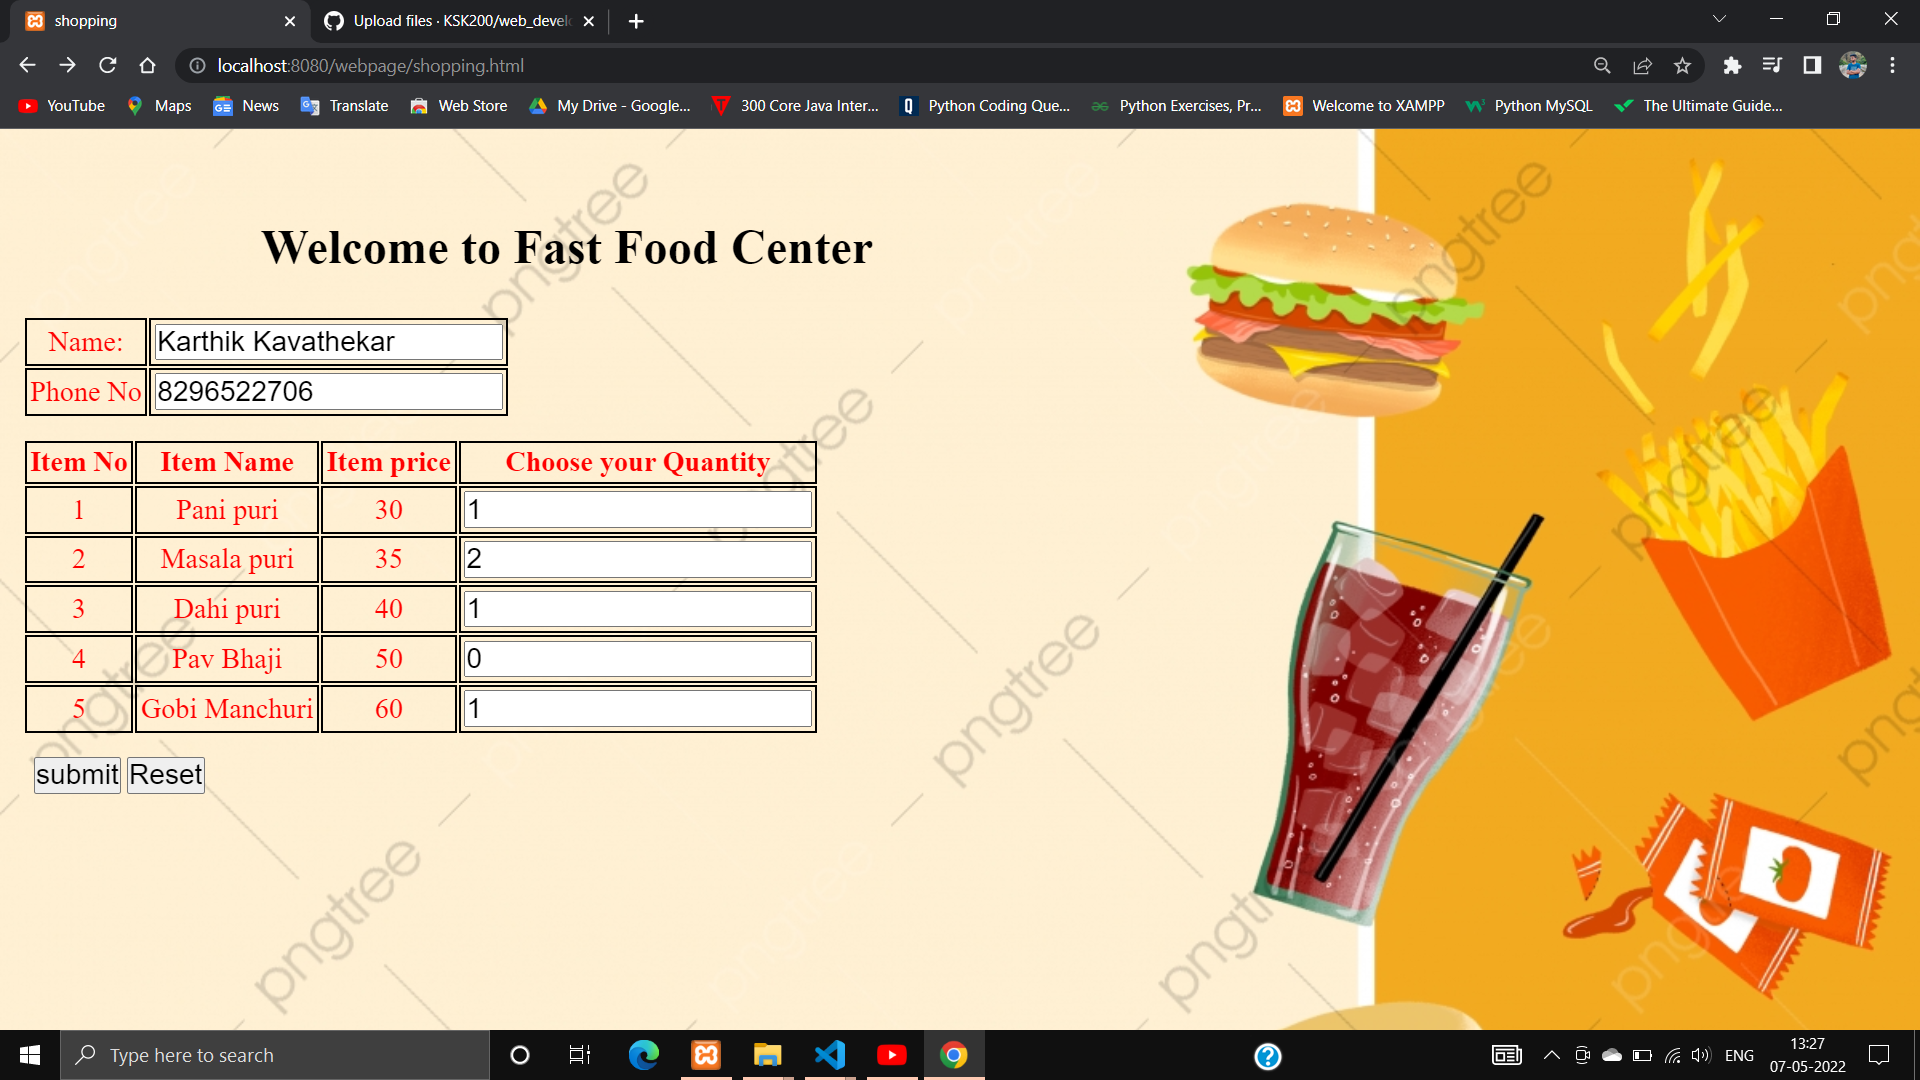 shopping
Upload files · KSK200/web_develo
localhost:8080/webpage/shopping.html
YouTube Maps News Translate Web Store My Drive - Google... 300 Core Java Inter... Python Coding Que... Python Exercises, Pr... Welcome to XAMPP Python MySQL The Ultimate Guide...
Welcome to Fast Food Center
Name: Karthik Kavathekar
Phone No 8296522706
Item No Item Name Item price Choose your Quantity
1 Pani puri 30 1
2 Masala puri 35 2
3 Dahi puri 40 1
4 Pav Bhaji 50 0
5 Gobi Manchuri 60 1
submit Reset
pngtree
pngtree
pngtree
pngtree
pngtree
pngtree
pngtree
pngtree
Type here to search
ENG
13:27
07-05-2022